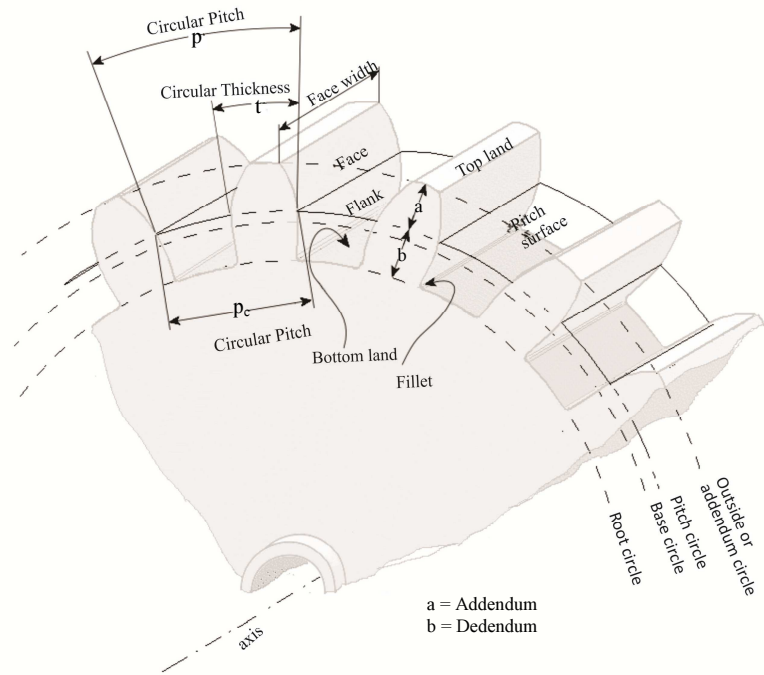 Circular Pitch
p
Circular Thickness
t
Face width
Face
Flank
Top land
a
b
Pitch
surface
pc
Circular Pitch
Bottom land
Fillet
Outside or
addendum circle
Pitch circle
Base circle
Root circle
a = Addendum
b = Dedendum
axis